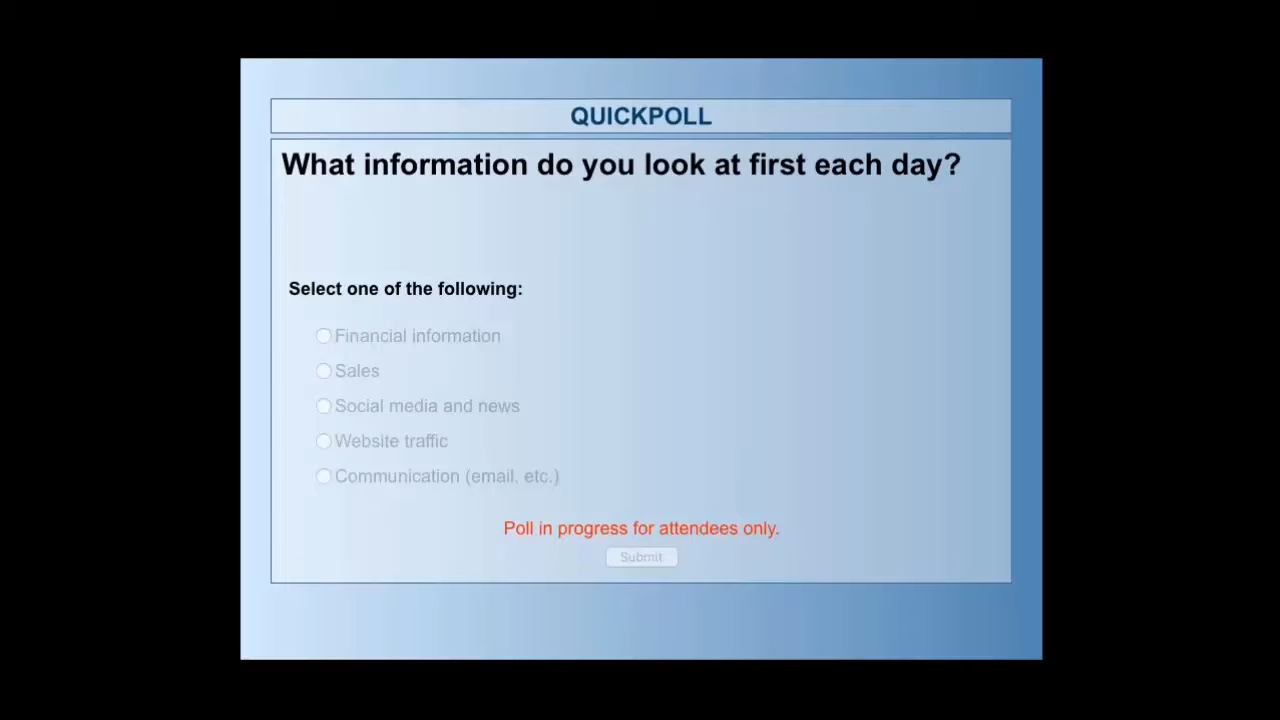 QUICKPOLL
What information do you look at first each day?
Select one of the following:
Financial information
Sales
Social media and news
Website traffic
Communication (email, etc.)
Poll in progress for attendees only.
Submit